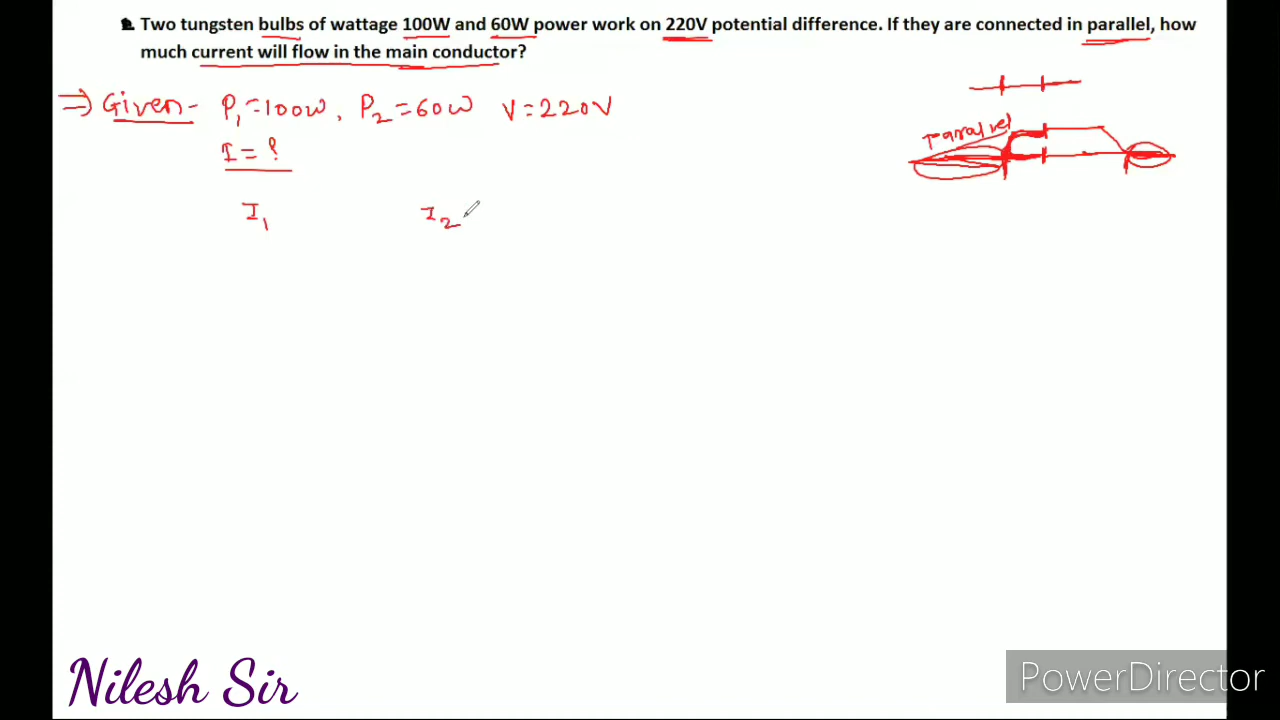 9. Two tungsten bulbs of wattage 100W and 60W power work on 220V potential difference. If they are connected in parallel, how
much current will flow in the main conductor?
⇒ Given- P₁=100W, P₂=60W V=220V
I=?
Parallel
I₁ I₂
Nilesh Sir
PowerDirector